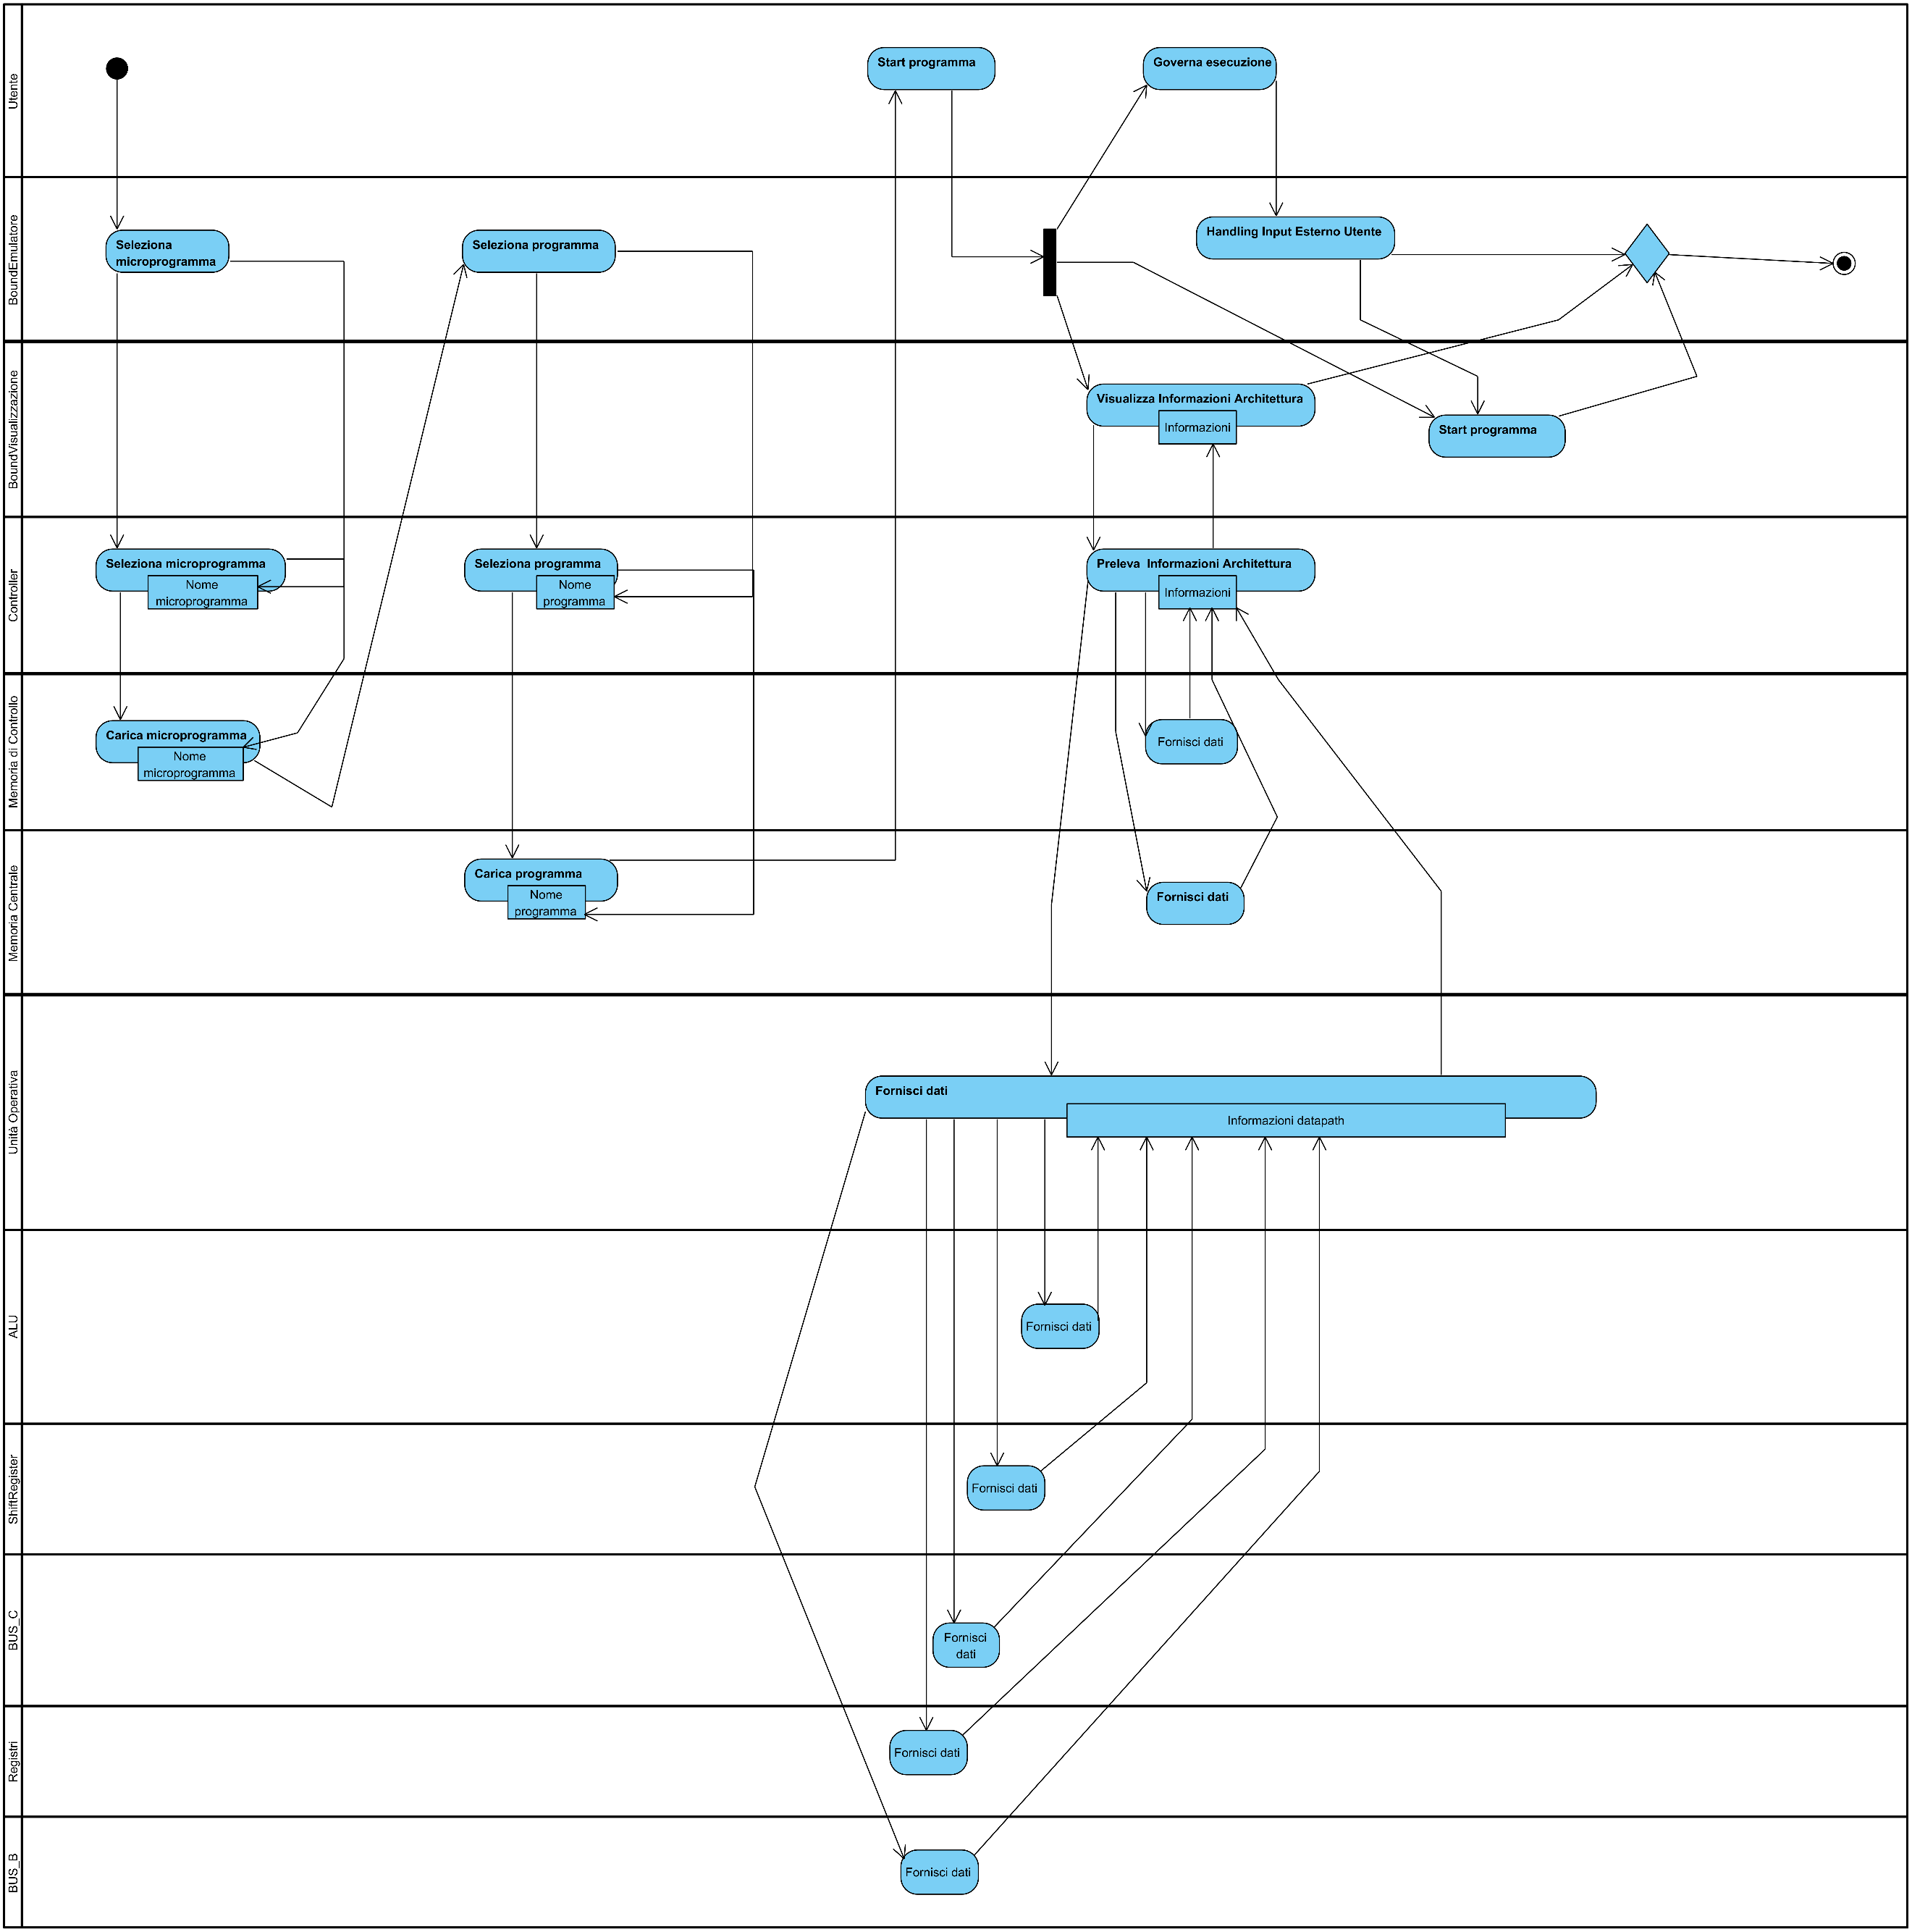 Utente
Start programma
Governa esecuzione
BoundEmulatore
Seleziona
microprogramma
Seleziona programma
Handling Input Esterno Utente
BoundVisualizzazione
Visualizza Informazioni Architettura
Informazioni
Start programma
Controller
Seleziona microprogramma
Nome
microprogramma
Seleziona programma
Nome
programma
Preleva  Informazioni Architettura
Informazioni
Memoria di Controllo
Carica microprogramma
Nome
microprogramma
Fornisci dati
Memoria Centrale
Carica programma
Nome
programma
Fornisci dati
Unità Operativa
Fornisci dati
Informazioni datapath
ALU
Fornisci dati
ShiftRegister
Fornisci dati
BUS_C
Fornisci
dati
Registri
Fornisci dati
BUS_B
Fornisci dati